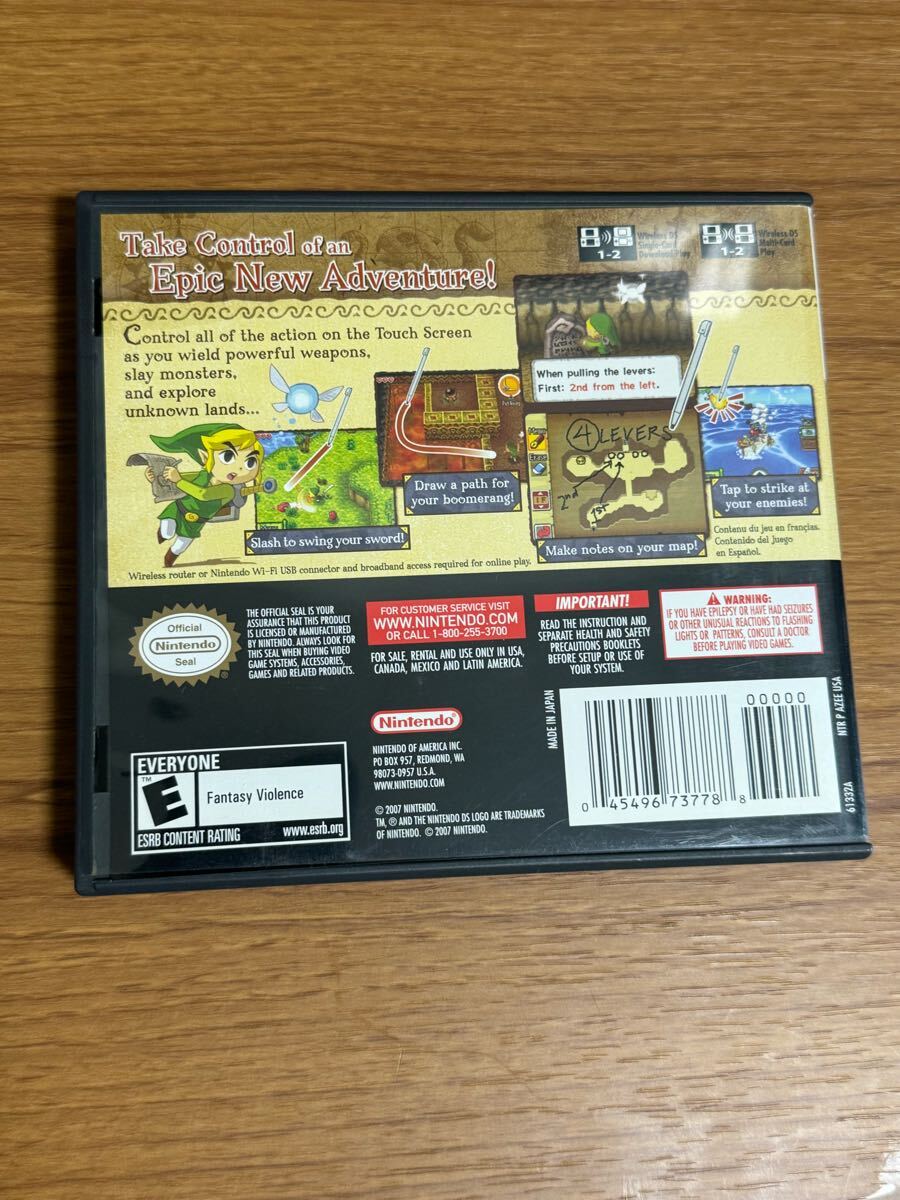 Take Control of an
Epic New Adventure!
Wireless DS
Single-Card
Download Play
1-2
Wireless DS
Multi-Card
Play
1-2
Control all of the action on the Touch Screen
as you wield powerful weapons,
slay monsters,
and explore
unknown lands...
When pulling the levers:
First: 2nd from the left.
4 LEVERS
2nd
1st
Slash to swing your sword!
Draw a path for
your boomerang!
Make notes on your map!
Tap to strike at
your enemies!
Contenu du jeu en français.
Contenido del juego
en Español.
Wireless router or Nintendo Wi-Fi USB connector and broadband access required for online play.
Official
Nintendo
Seal
THE OFFICIAL SEAL IS YOUR
ASSURANCE THAT THIS PRODUCT
IS LICENSED OR MANUFACTURED
BY NINTENDO. ALWAYS LOOK FOR
THIS SEAL WHEN BUYING VIDEO
GAME SYSTEMS, ACCESSORIES,
GAMES AND RELATED PRODUCTS.
FOR CUSTOMER SERVICE VISIT
WWW.NINTENDO.COM
OR CALL 1-800-255-3700
FOR SALE, RENTAL AND USE ONLY IN USA,
CANADA, MEXICO AND LATIN AMERICA.
IMPORTANT!
READ THE INSTRUCTION AND
SEPARATE HEALTH AND SAFETY
PRECAUTIONS BOOKLETS
BEFORE SETUP OR USE OF
YOUR SYSTEM.
WARNING:
IF YOU HAVE EPILEPSY OR HAVE HAD SEIZURES
OR OTHER UNUSUAL REACTIONS TO FLASHING
LIGHTS OR PATTERNS, CONSULT A DOCTOR
BEFORE PLAYING VIDEO GAMES.
EVERYONE
TM
E
Fantasy Violence
ESRB CONTENT RATING
www.esrb.org
Nintendo
NINTENDO OF AMERICA INC.
PO BOX 957, REDMOND, WA
98073-0957 U.S.A.
WWW.NINTENDO.COM
© 2007 NINTENDO.
TM, ® AND THE NINTENDO DS LOGO ARE TRADEMARKS
OF NINTENDO. © 2007 NINTENDO.
MADE IN JAPAN
00000
0 45496 73778 8
NTR P AZEE USA
61332A